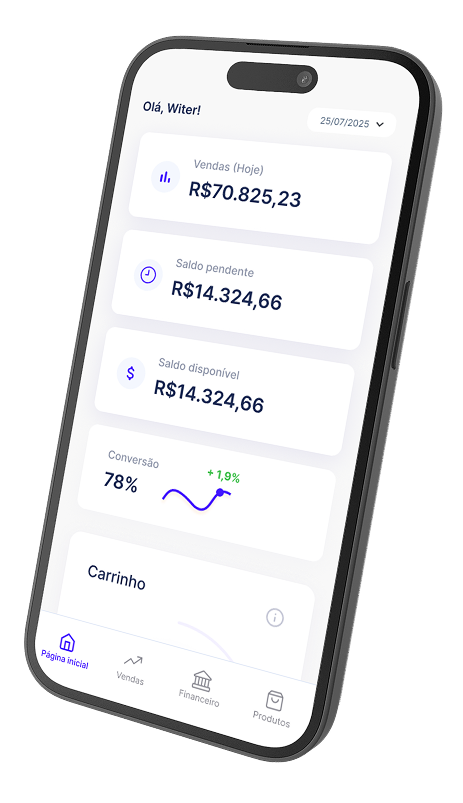 Olá, Witer!
25/07/2025
Vendas (Hoje)
R$70.825,23
Saldo pendente
R$14.324,66
Saldo disponível
R$14.324,66
Conversão
+ 1,9%
78%
Carrinho
Página inicial
Vendas
Financeiro
Produtos